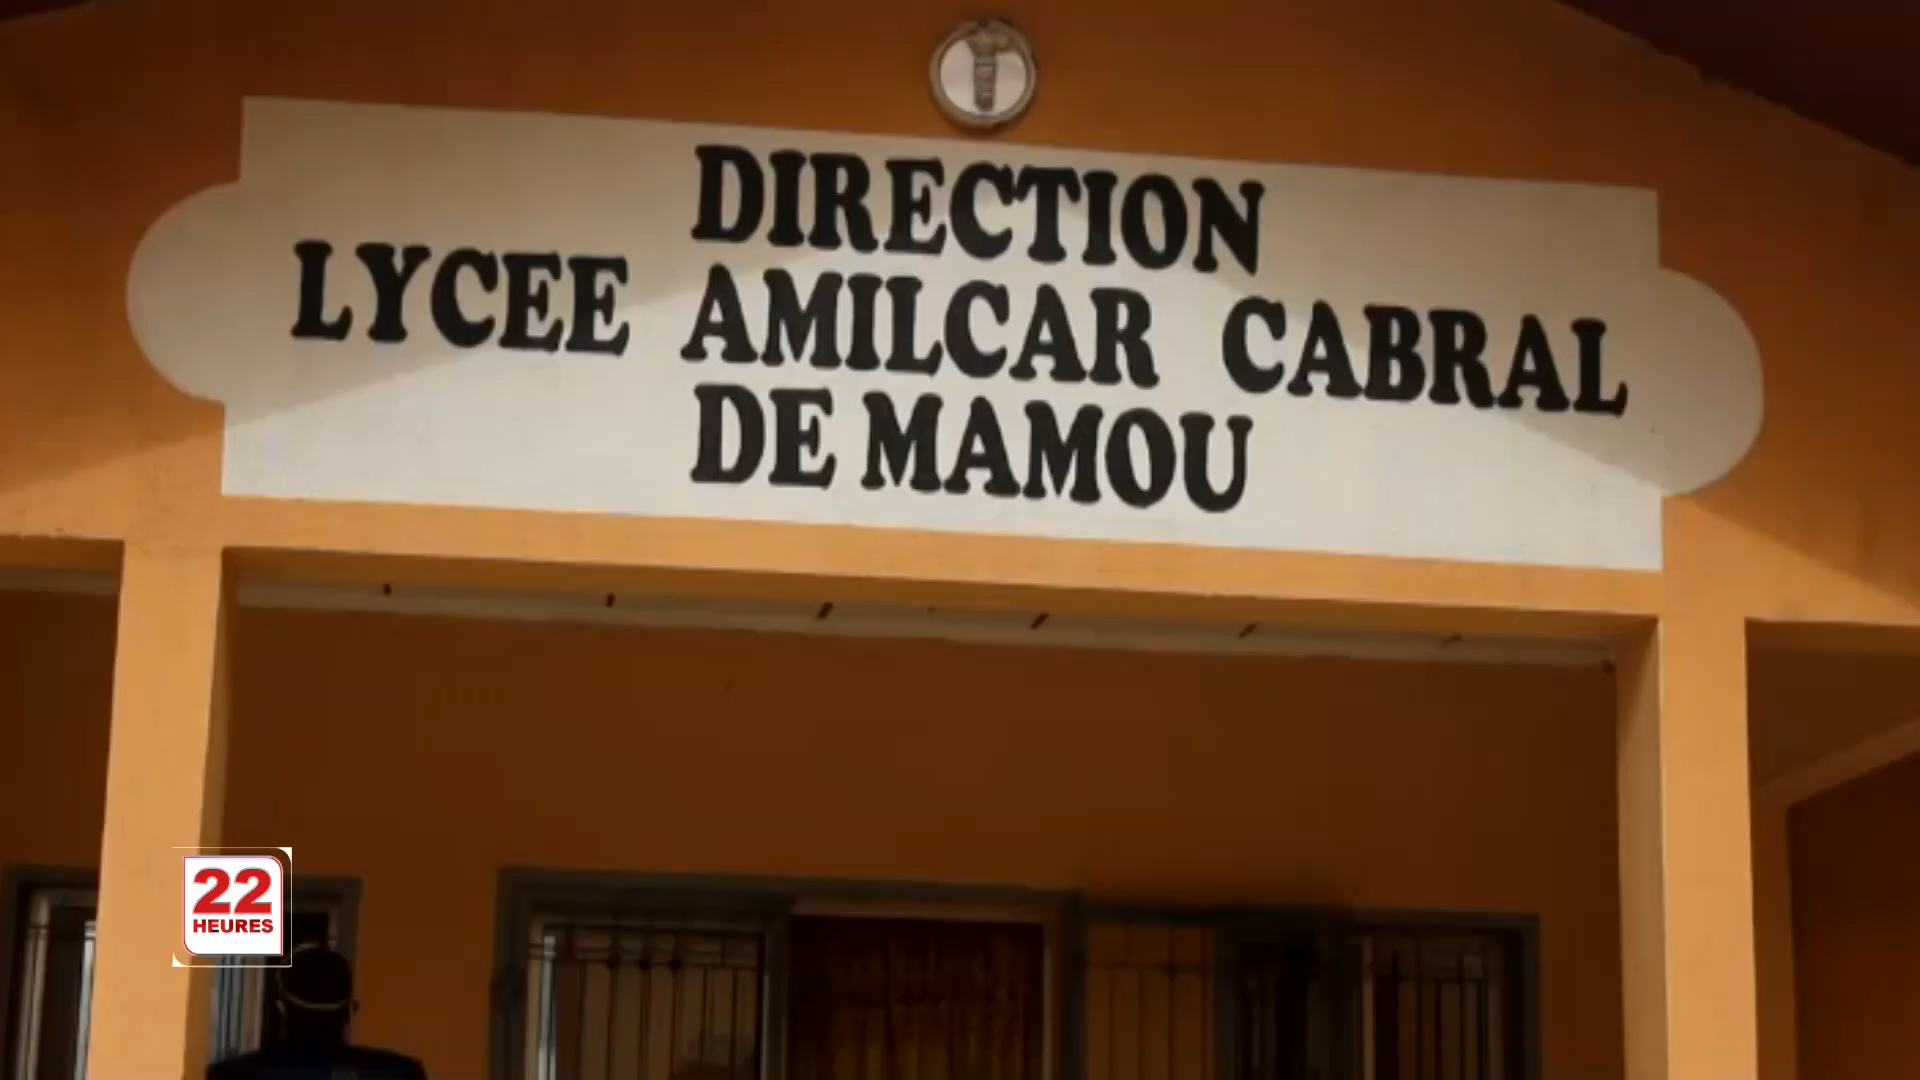 DIRECTION
LYCEE AMILCAR CABRAL
DE MAMOU
22
HEURES